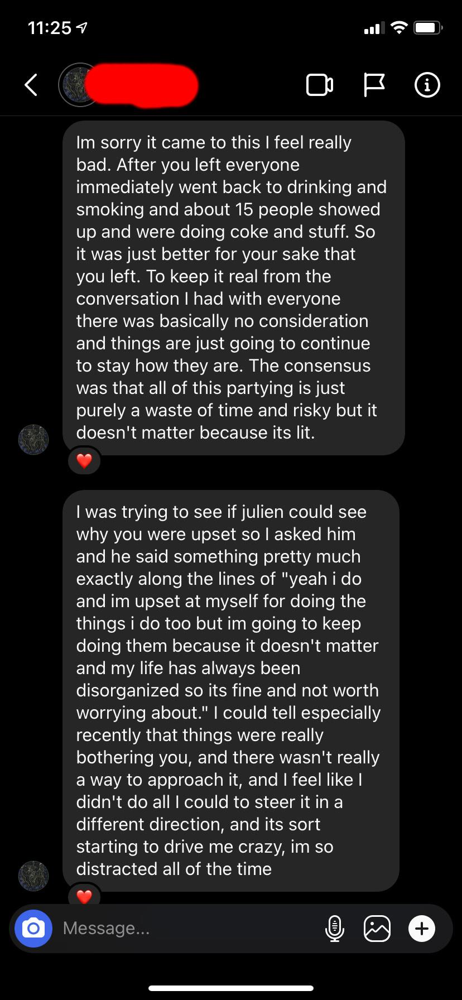 11:25
Im sorry it came to this I feel really
bad. After you left everyone
immediately went back to drinking and
smoking and about 15 people showed
up and were doing coke and stuff. So
it was just better for your sake that
you left. To keep it real from the
conversation I had with everyone
there was basically no consideration
and things are just going to continue
to stay how they are. The consensus
was that all of this partying is just
purely a waste of time and risky but it
doesn't matter because its lit.
I was trying to see if julien could see
why you were upset so I asked him
and he said something pretty much
exactly along the lines of "yeah i do
and im upset at myself for doing the
things i do too but im going to keep
doing them because it doesn't matter
and my life has always been
disorganized so its fine and not worth
worrying about." I could tell especially
recently that things were really
bothering you, and there wasn't really
a way to approach it, and I feel like I
didn't do all I could to steer it in a
different direction, and its sort
starting to drive me crazy, im so
distracted all of the time
Message...